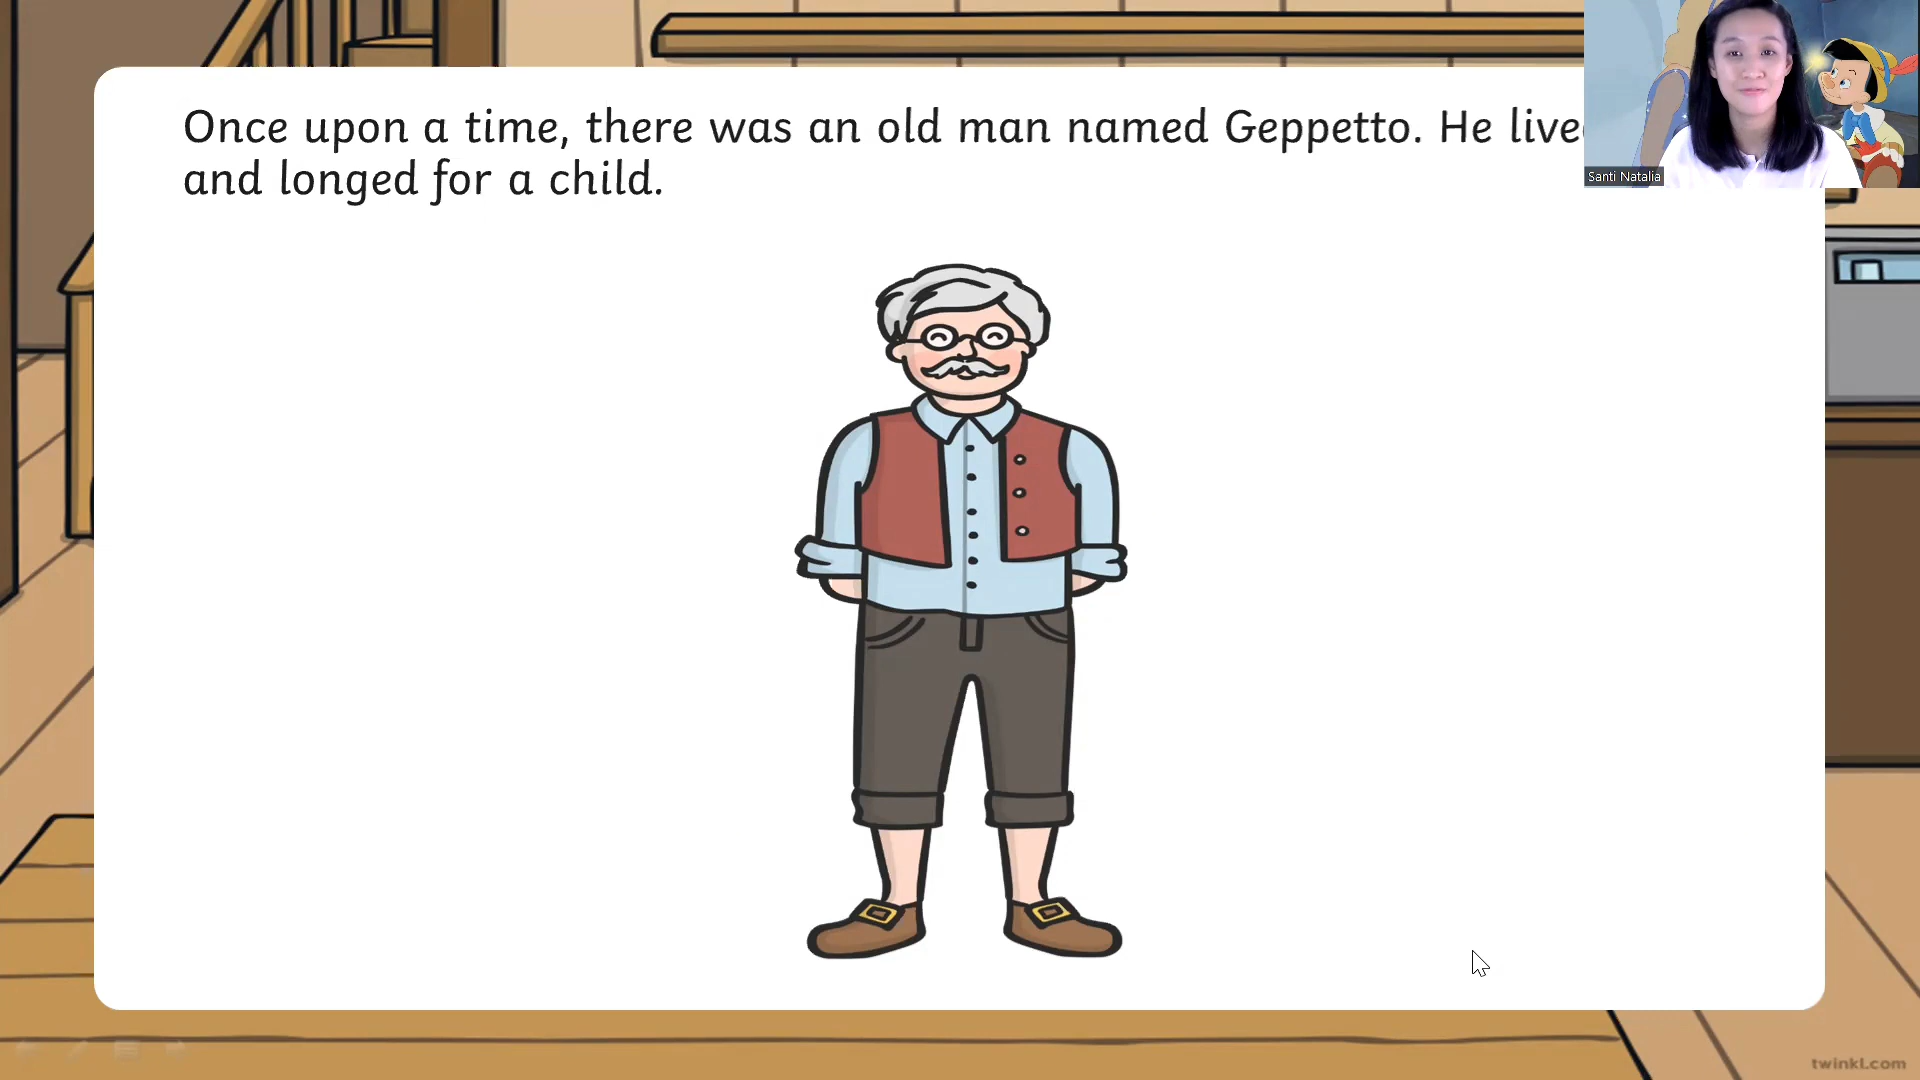 Once upon a time, there was an old man named Geppetto. He live
and longed for a child.
Santi Natalia
twinkl.com